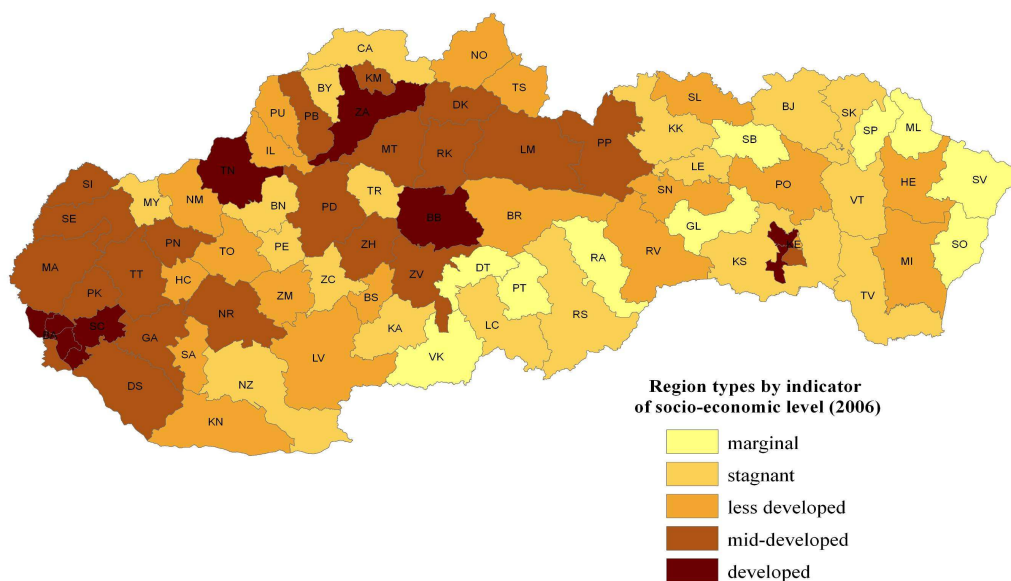 CA
NO
KM
BY
TS
SL
DK
BJ
SK
PU
PB
ZA
SP
ML
KK
SB
IL
MT
RK
LM
PP
LE
TN
SV
SI
TR
SN
PO
HE
MY
NM
BN
PD
BR
SE
BB
VT
GL
PN
PE
ZH
KE
SO
TO
RV
RA
KS
MI
MA
TT
DT
HC
ZC
ZV
PT
PK
ZM
BS
NR
TV
SC
GA
KA
LC
RS
BA
SA
LV
VK
NZ
DS
KN
Region types by indicator
of socio-economic level (2006)
marginal
stagnant
less developed
mid-developed
developed